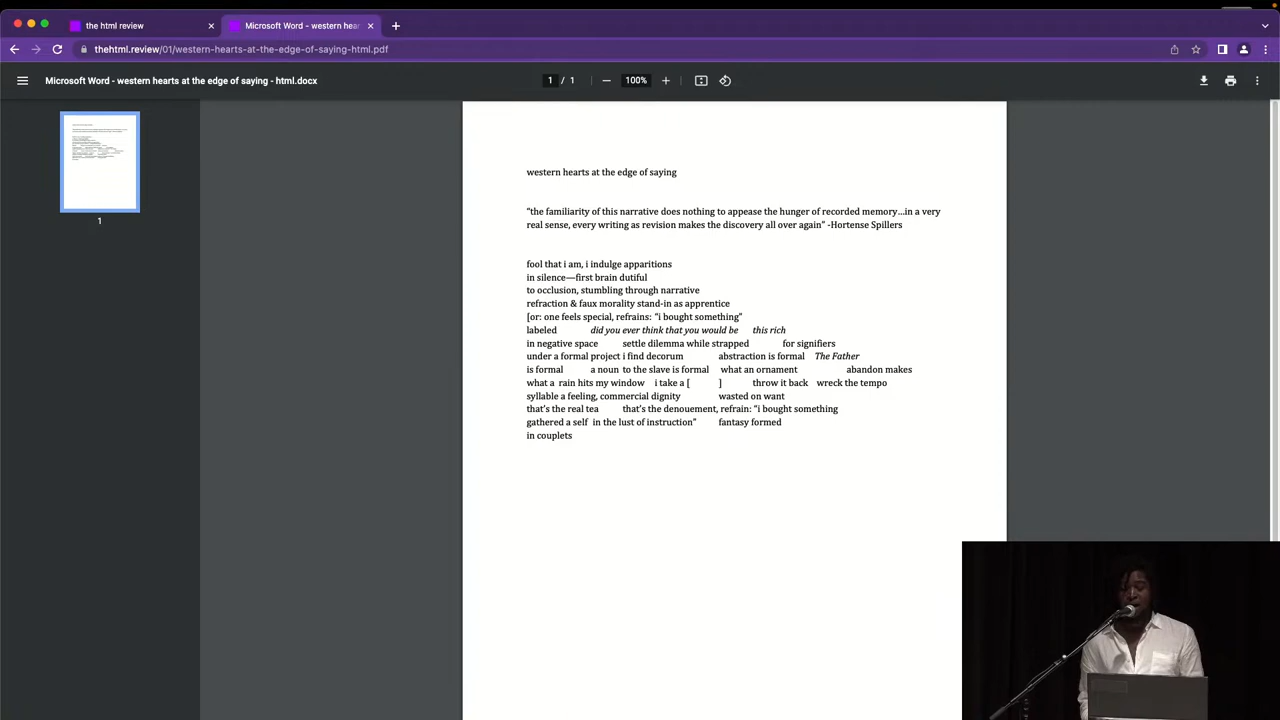 the html review
Microsoft Word - western hea
thehtml.review/01/western-hearts-at-the-edge-of-saying-html.pdf
Microsoft Word - western hearts at the edge of saying - html.docx
1 / 1
100%
1
western hearts at the edge of saying
“the familiarity of this narrative does nothing to appease the hunger of recorded memory…in a very
real sense, every writing as revision makes the discovery all over again” -Hortense Spillers
fool that i am, i indulge apparitions
in silence—first brain dutiful
to occlusion, stumbling through narrative
refraction & faux morality stand-in as apprentice
[or: one feels special, refrains: “i bought something”
labeled did you ever think that you would be this rich
in negative space settle dilemma while strapped for signifiers
under a formal project i find decorum abstraction is formal The Father
is formal a noun to the slave is formal what an ornament abandon makes
what a rain hits my window i take a [ ] throw it back wreck the tempo
syllable a feeling, commercial dignity wasted on want
that’s the real tea that’s the denouement, refrain: “i bought something
gathered a self in the lust of instruction” fantasy formed
in couplets